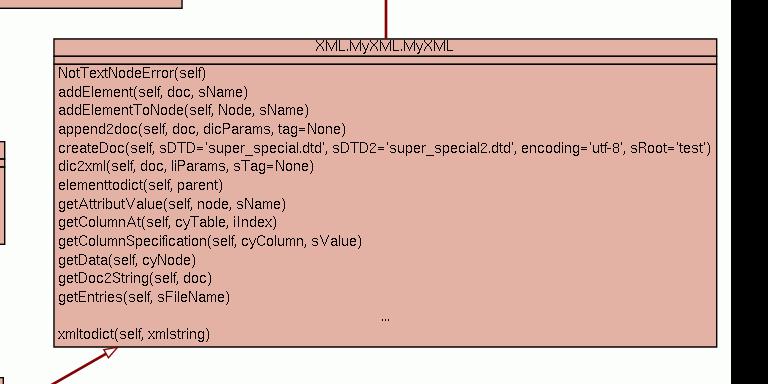 XML.MyXML.MyXML
NotTextNodeError(self)
addElement(self, doc, sName)
addElementToNode(self, Node, sName)
append2doc(self, doc, dicParams, tag=None)
createDoc(self, sDTD='super_special.dtd', sDTD2='super_special2.dtd', encoding='utf-8', sRoot='test')
dic2xml(self, doc, liParams, sTag=None)
elementtodict(self, parent)
getAttributValue(self, node, sName)
getColumnAt(self, cyTable, iIndex)
getColumnSpecification(self, cyColumn, sValue)
getData(self, cyNode)
getDoc2String(self, doc)
getEntries(self, sFileName)
...
xmltodict(self, xmlstring)